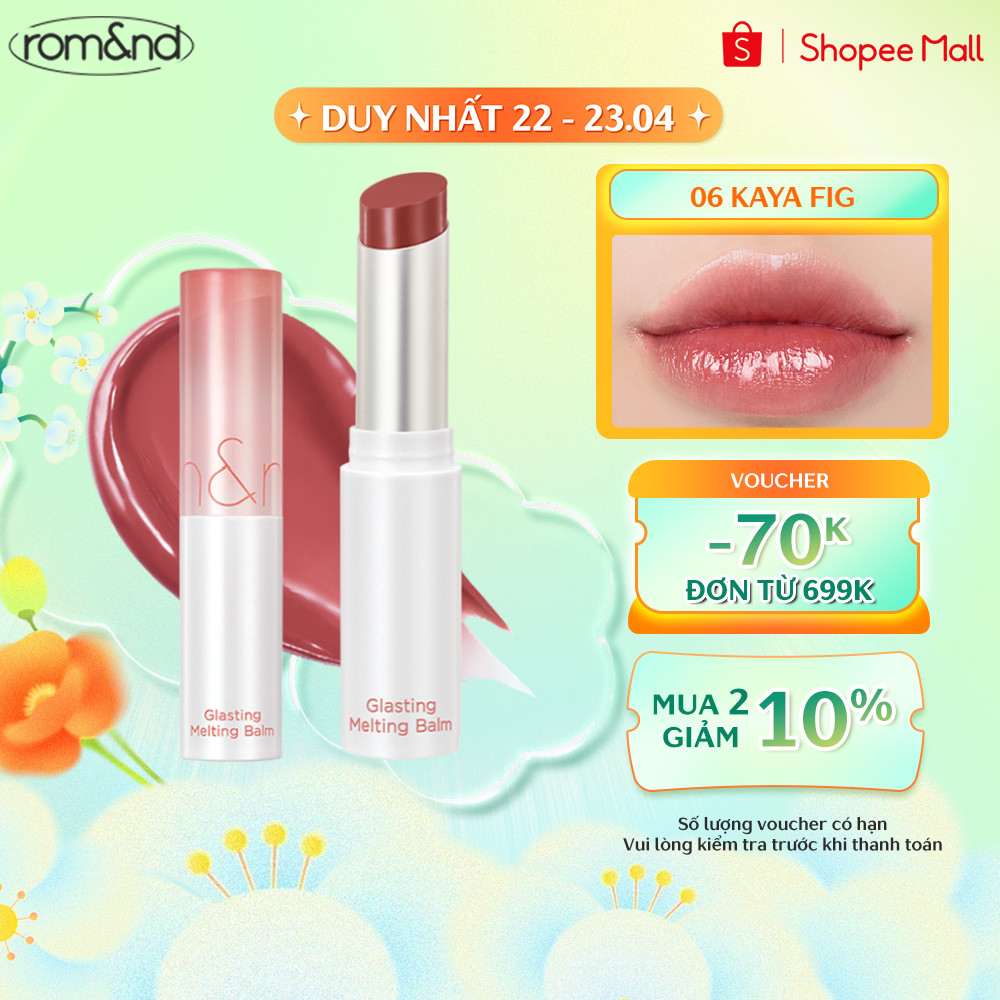 rom&nd
S Shopee Mall
DUY NHẤT 22 - 23.04
06 KAYA FIG
VOUCHER
-70K
ĐƠN TỪ 699K
MUA 2
GIẢM
10%
Số lượng voucher có hạn
Vui lòng kiểm tra trước khi thanh toán
n&r
Glasting
Melting Balm
Glasting
Melting Balm